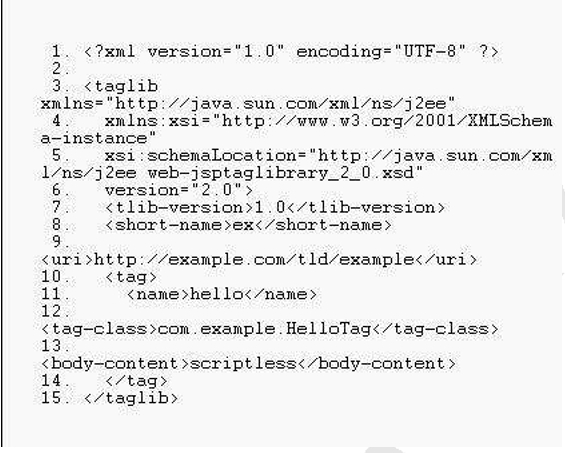 1. <?xml version="1.0" encoding="UTF-8" ?>
2.
3. <taglib
xmlns="http://java.sun.com/xml/ns/j2ee"
4. xmlns:xsi="http://www.w3.org/2001/XMLSchem
a-instance"
5. xsi:schemaLocation="http://java.sun.com/xm
l/ns/j2ee web-jsptaglibrary_2_0.xsd"
6. version="2.0">
7. <tlib-version>1.0</tlib-version>
8. <short-name>ex</short-name>
9.
<uri>http://example.com/tld/example</uri>
10. <tag>
11. <name>hello</name>
12.
<tag-class>com.example.HelloTag</tag-class>
13.
<body-content>scriptless</body-content>
14. </tag>
15. </taglib>